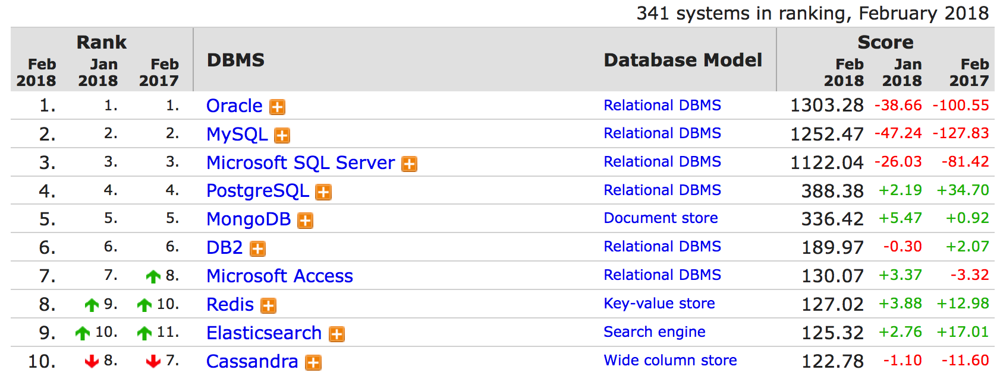 341 systems in ranking, February 2018
Rank DBMS Database Model Score
Feb 2018 Jan 2018 Feb 2017 Feb 2018 Jan 2018 Feb 2017
1. 1. 1. Oracle Relational DBMS 1303.28 -38.66 -100.55
2. 2. 2. MySQL Relational DBMS 1252.47 -47.24 -127.83
3. 3. 3. Microsoft SQL Server Relational DBMS 1122.04 -26.03 -81.42
4. 4. 4. PostgreSQL Relational DBMS 388.38 +2.19 +34.70
5. 5. 5. MongoDB Document store 336.42 +5.47 +0.92
6. 6. 6. DB2 Relational DBMS 189.97 -0.30 +2.07
7. 7. 8. Microsoft Access Relational DBMS 130.07 +3.37 -3.32
8. 9. 10. Redis Key-value store 127.02 +3.88 +12.98
9. 10. 11. Elasticsearch Search engine 125.32 +2.76 +17.01
10. 8. 7. Cassandra Wide column store 122.78 -1.10 -11.60